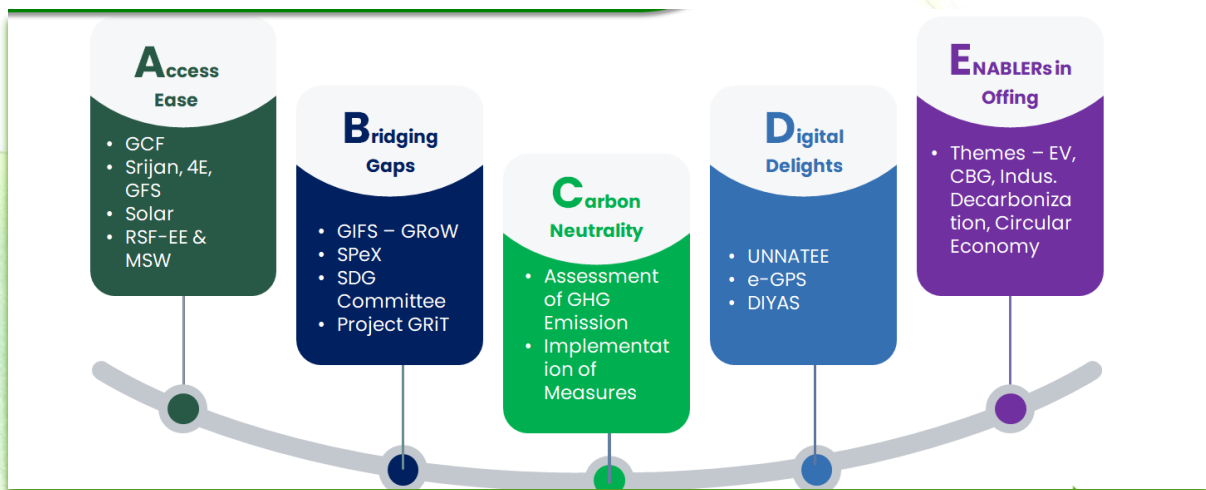 Access
Ease
• GCF
• Srijan, 4E,
GFS
• Solar
• RSF-EE &
MSW
Bridging
Gaps
• GIFS – GRoW
• SPeX
• SDG
Committee
• Project GRiT
Carbon
Neutrality
• Assessment
of GHG
Emission
• Implementat
ion of
Measures
Digital
Delights
• UNNATEE
• e-GPS
• DIYAS
ENABLERs in
Offing
• Themes – EV,
CBG, Indus.
Decarboniza
tion, Circular
Economy